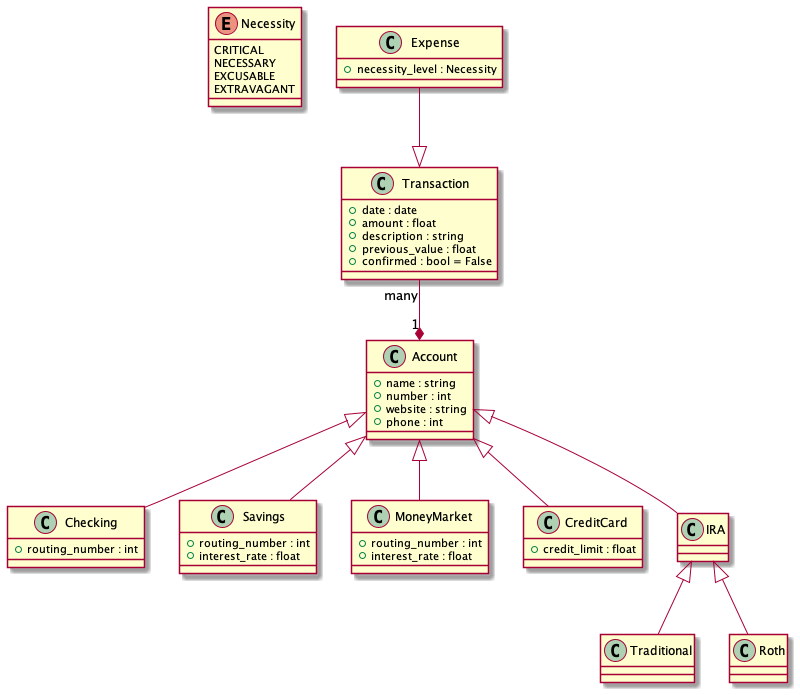 E Necessity
CRITICAL
NECESSARY
EXCUSABLE
EXTRAVAGANT
C Expense
necessity_level : Necessity
C Transaction
date : date
amount : float
description : string
previous_value : float
confirmed : bool = False
many
1
C Account
name : string
number : int
website : string
phone : int
C Checking
routing_number : int
C Savings
routing_number : int
interest_rate : float
C MoneyMarket
routing_number : int
interest_rate : float
C CreditCard
credit_limit : float
C IRA
C Traditional
C Roth